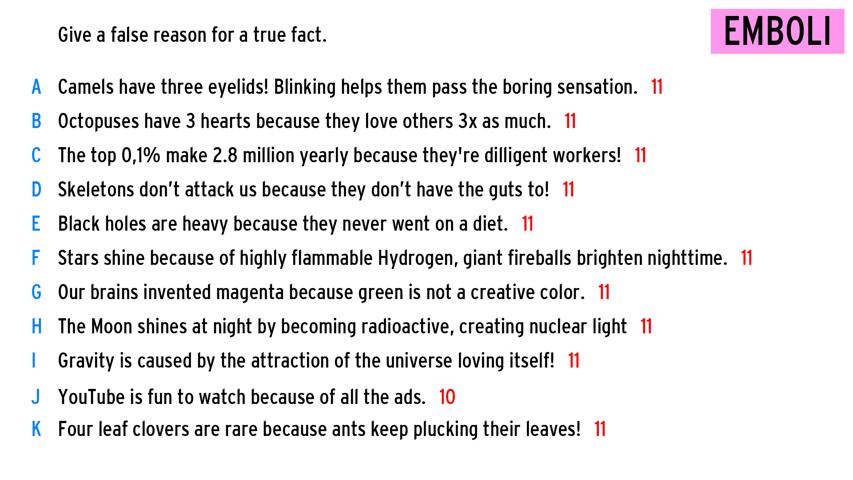 Give a false reason for a true fact.
EMBOLI
A Camels have three eyelids! Blinking helps them pass the boring sensation. 11
B Octopuses have 3 hearts because they love others 3x as much. 11
C The top 0,1% make 2.8 million yearly because they're dilligent workers! 11
D Skeletons don't attack us because they don't have the guts to! 11
E Black holes are heavy because they never went on a diet. 11
F Stars shine because of highly flammable Hydrogen, giant fireballs brighten nighttime. 11
G Our brains invented magenta because green is not a creative color. 11
H The Moon shines at night by becoming radioactive, creating nuclear light 11
I Gravity is caused by the attraction of the universe loving itself! 11
J YouTube is fun to watch because of all the ads. 10
K Four leaf clovers are rare because ants keep plucking their leaves! 11